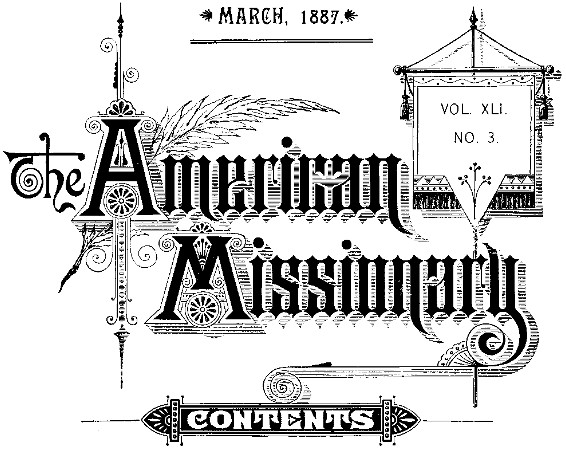 MARCH, 1887.
VOL. XLI.
NO. 3.
The American
Missionary
CONTENTS